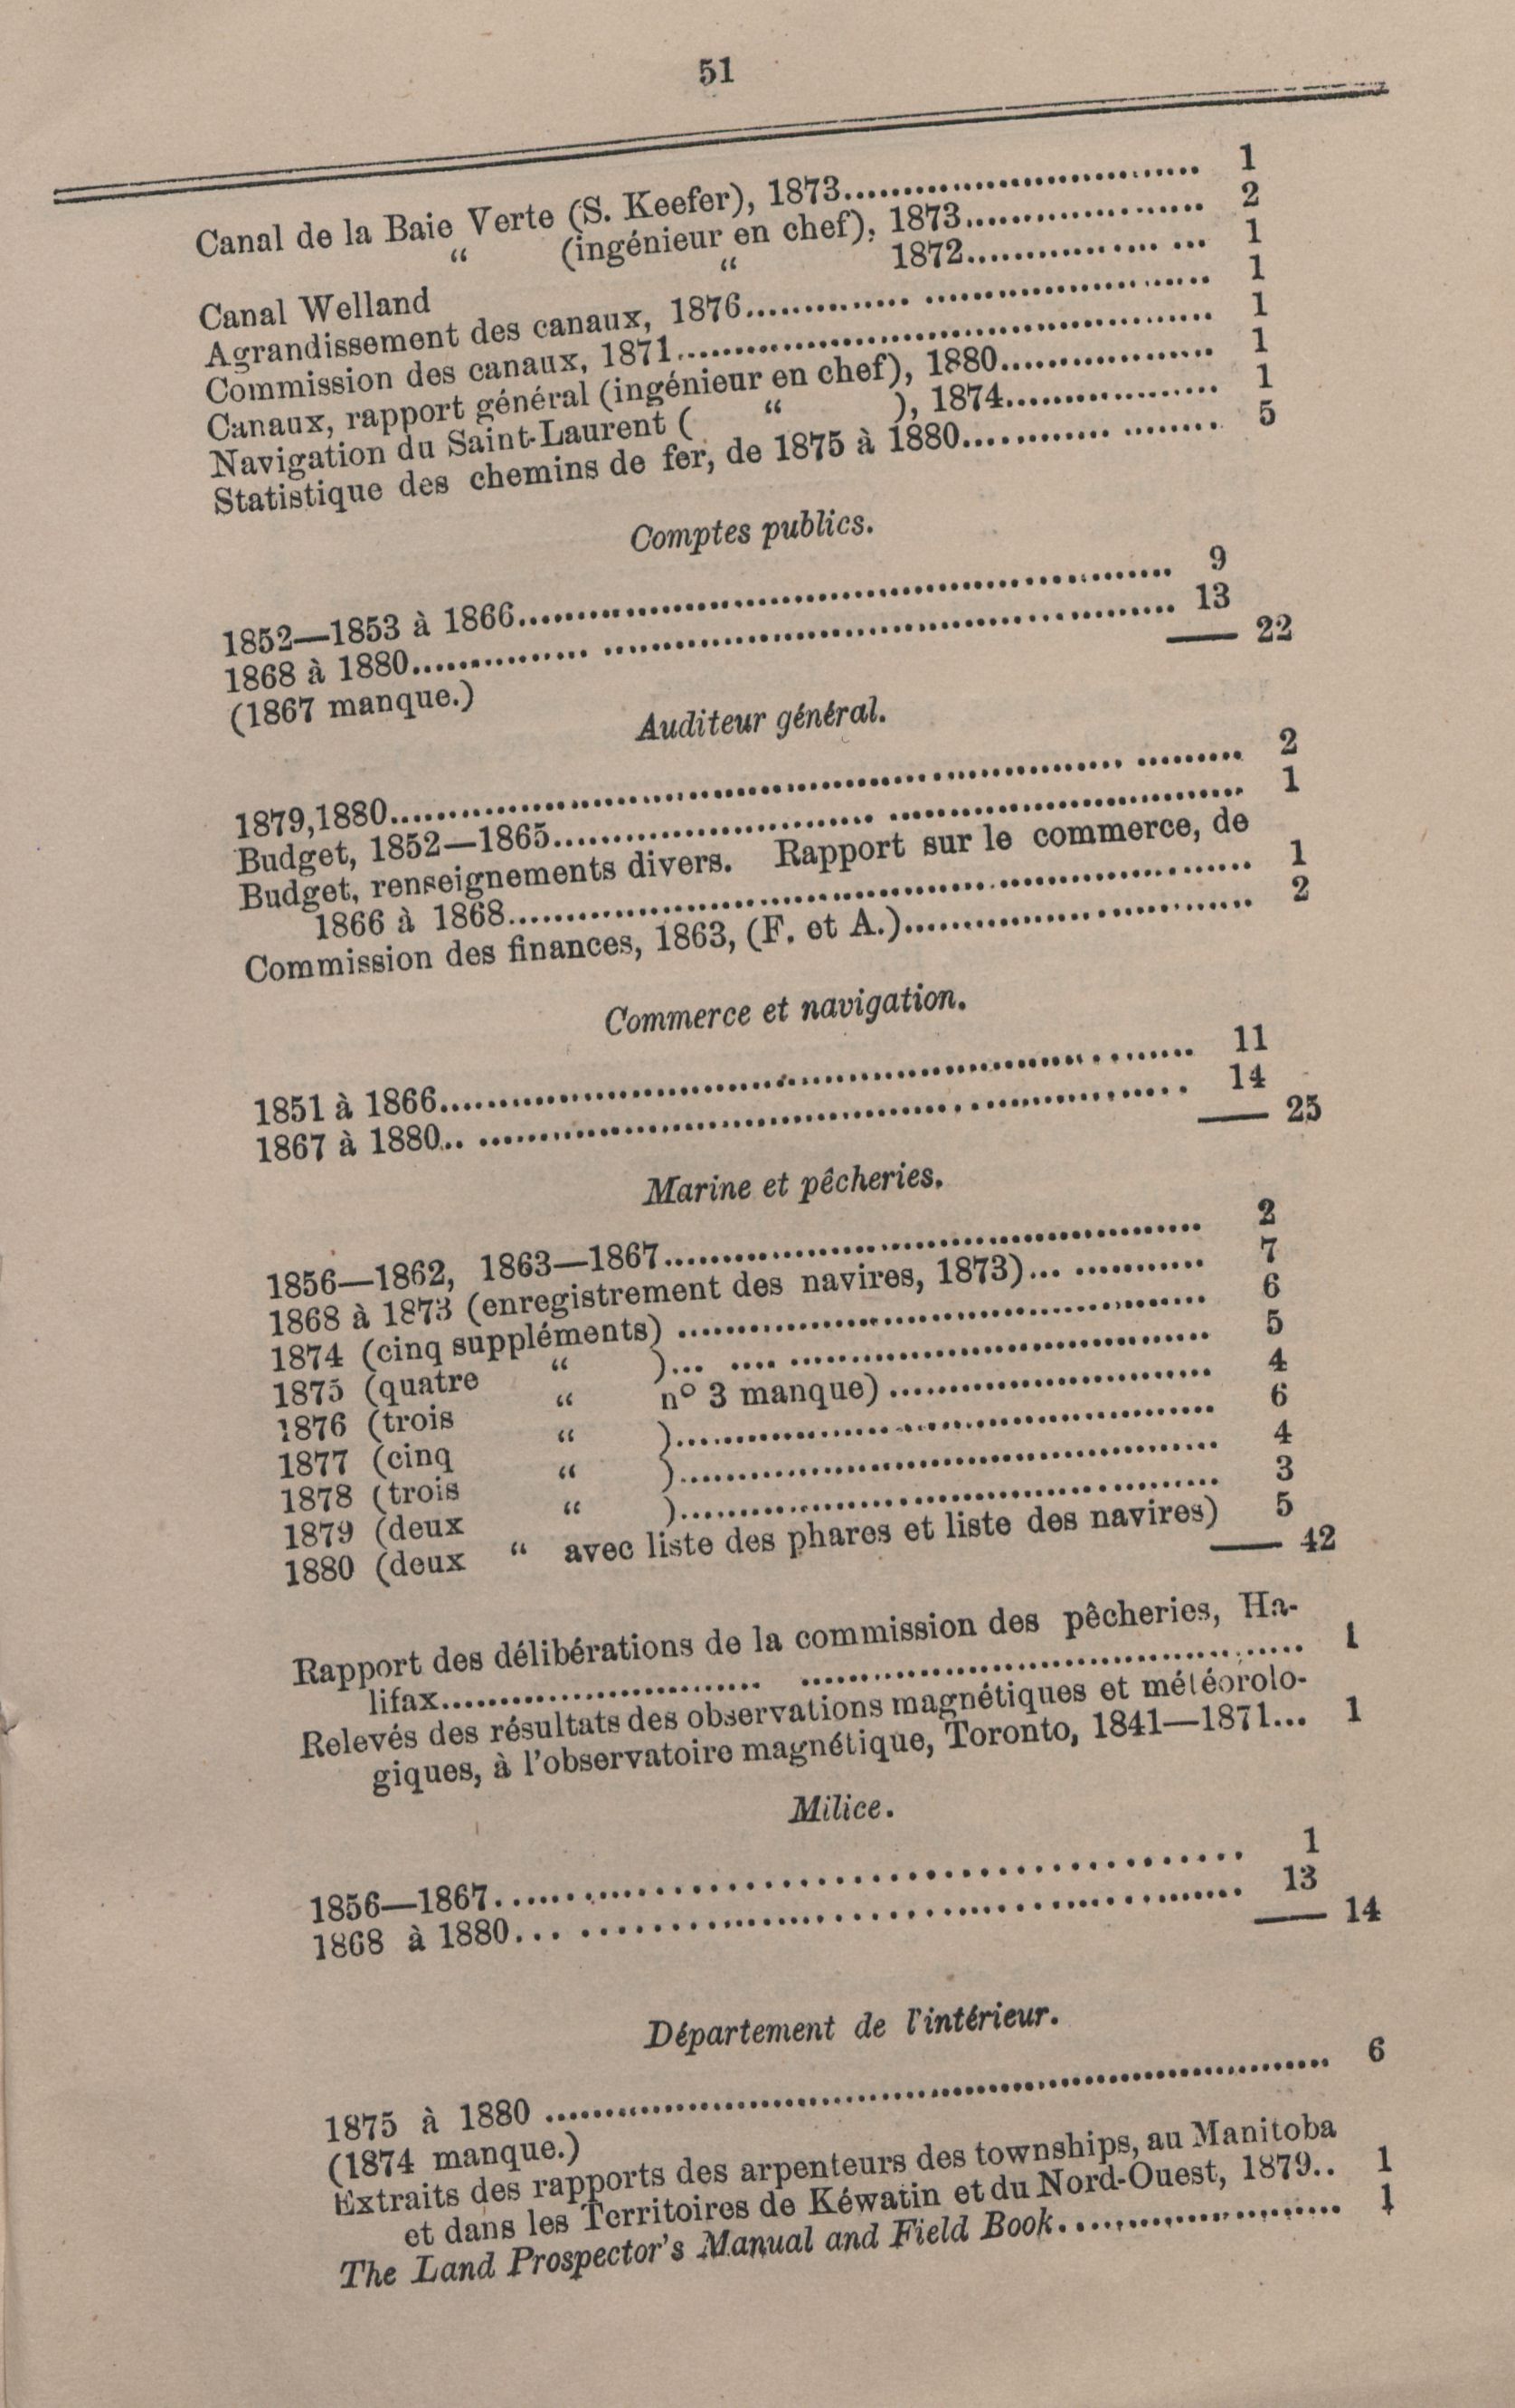 51
Canal de la Baie Verte (S. Keefer), 1873.............................. 1
“ (ingénieur en chef), 1873.................... 2
Canal Welland “ 1872................ ... 1
Agrandissement des canaux, 1876.............. ........................ 1
Commission des canaux, 1871............................................. 1
Canaux, rapport général (ingénieur en chef), 1880.................. 1
Navigation du Saint-Laurent ( “ ), 1874.................. 1
Statistique des chemins de fer, de 1875 à 1880............. ........ 5
Comptes publics.
1852—1853 à 1866....................................................... 9
1868 à 1880............... ................................................ 13
—— 22
(1867 manque.)
Auditeur général.
1879,1880.............................................................. ......... 2
Budget, 1852—1865........................... .............................. 1
Budget, renseignements divers. Rapport sur le commerce, de
1866 à 1868.............................................................. 1
Commission des finances, 1863, (F. et A.)............................. 2
Commerce et navigation.
1851 à 1866............................................................... 11
1867 à 1880.. ............................................................ 14
—— 25
Marine et pêcheries.
1856—1862, 1863—1867............................................. 2
1868 à 1873 (enregistrement des navires, 1873)... ........... 7
1874 (cinq suppléments) ............................................. 6
1875 (quatre “ )... .... ................................... 5
1876 (trois “ n° 3 manque) ........................... 4
1877 (cinq “ )............................................. 6
1878 (trois “ )............................................. 4
1879 (deux “ )............................................. 3
1880 (deux “ avec liste des phares et liste des navires) 5
—— 42
Rapport des délibérations de la commission des pêcheries, Ha-
lifax........................... .......................................... 1
Relevés des résultats des observations magnétiques et météorolo-
giques, à l’observatoire magnétique, Toronto, 1841—1871... 1
Milice.
1856—1867................................................... 1
1868 à 1880... ............................................... 13
—— 14
Département de l’intérieur.
1875 à 1880 .................................................................. 6
(1874 manque.)
Extraits des rapports des arpenteurs des townships, au Manitoba
et dans les Territoires de Kéwatin et du Nord-Ouest, 1879.. 1
The Land Prospector’s Manual and Field Book........................ 1